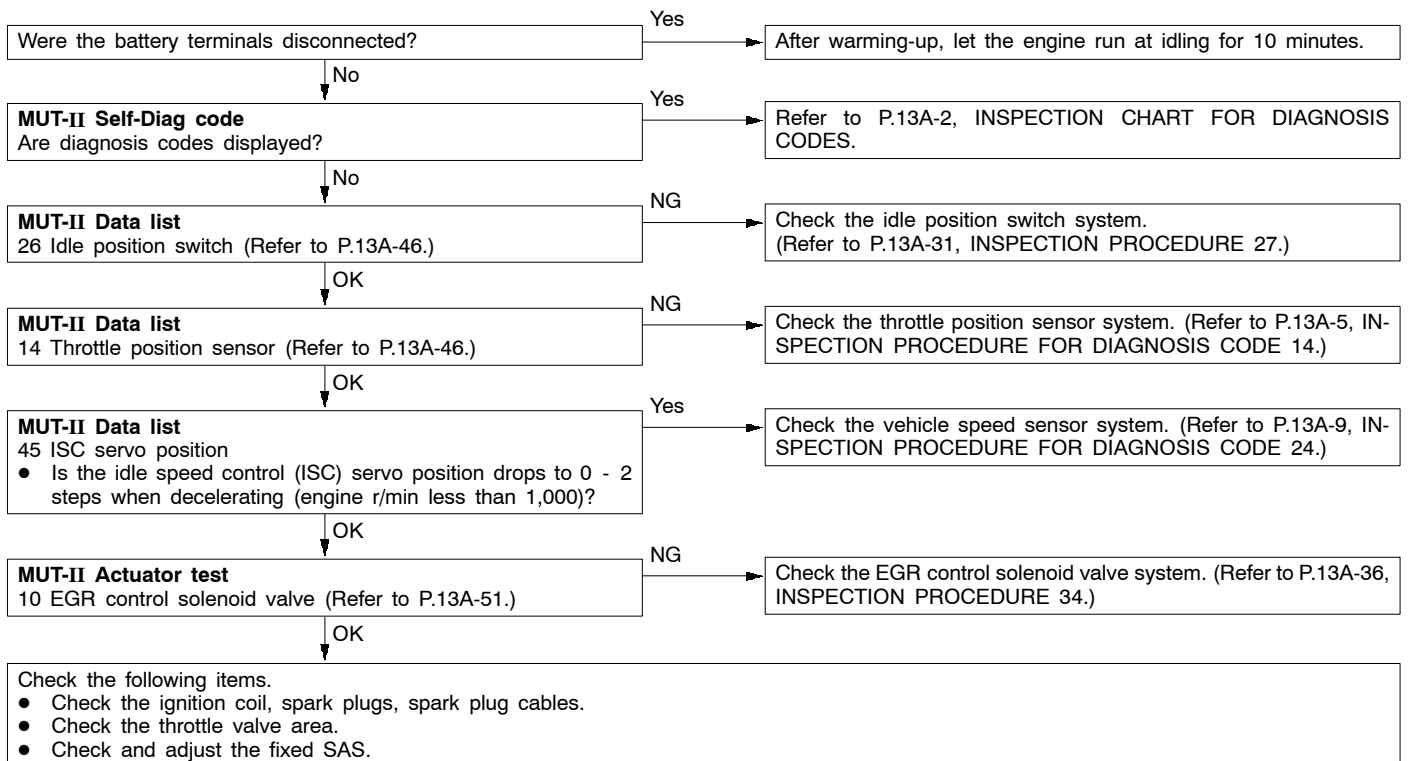 Were the battery terminals disconnected?
Yes
After warming-up, let the engine run at idling for 10 minutes.
No
MUT-II Self-Diag code
Are diagnosis codes displayed?
Yes
Refer to P.13A-2, INSPECTION CHART FOR DIAGNOSIS
CODES.
No
MUT-II Data list
26 Idle position switch (Refer to P.13A-46.)
NG
Check the idle position switch system.
(Refer to P.13A-31, INSPECTION PROCEDURE 27.)
OK
MUT-II Data list
14 Throttle position sensor (Refer to P.13A-46.)
NG
Check the throttle position sensor system. (Refer to P.13A-5, IN-
SPECTION PROCEDURE FOR DIAGNOSIS CODE 14.)
OK
MUT-II Data list
45 ISC servo position
● Is the idle speed control (ISC) servo position drops to 0 - 2
steps when decelerating (engine r/min less than 1,000)?
Yes
Check the vehicle speed sensor system. (Refer to P.13A-9, IN-
SPECTION PROCEDURE FOR DIAGNOSIS CODE 24.)
OK
MUT-II Actuator test
10 EGR control solenoid valve (Refer to P.13A-51.)
NG
Check the EGR control solenoid valve system. (Refer to P.13A-36,
INSPECTION PROCEDURE 34.)
OK
Check the following items.
● Check the ignition coil, spark plugs, spark plug cables.
● Check the throttle valve area.
● Check and adjust the fixed SAS.